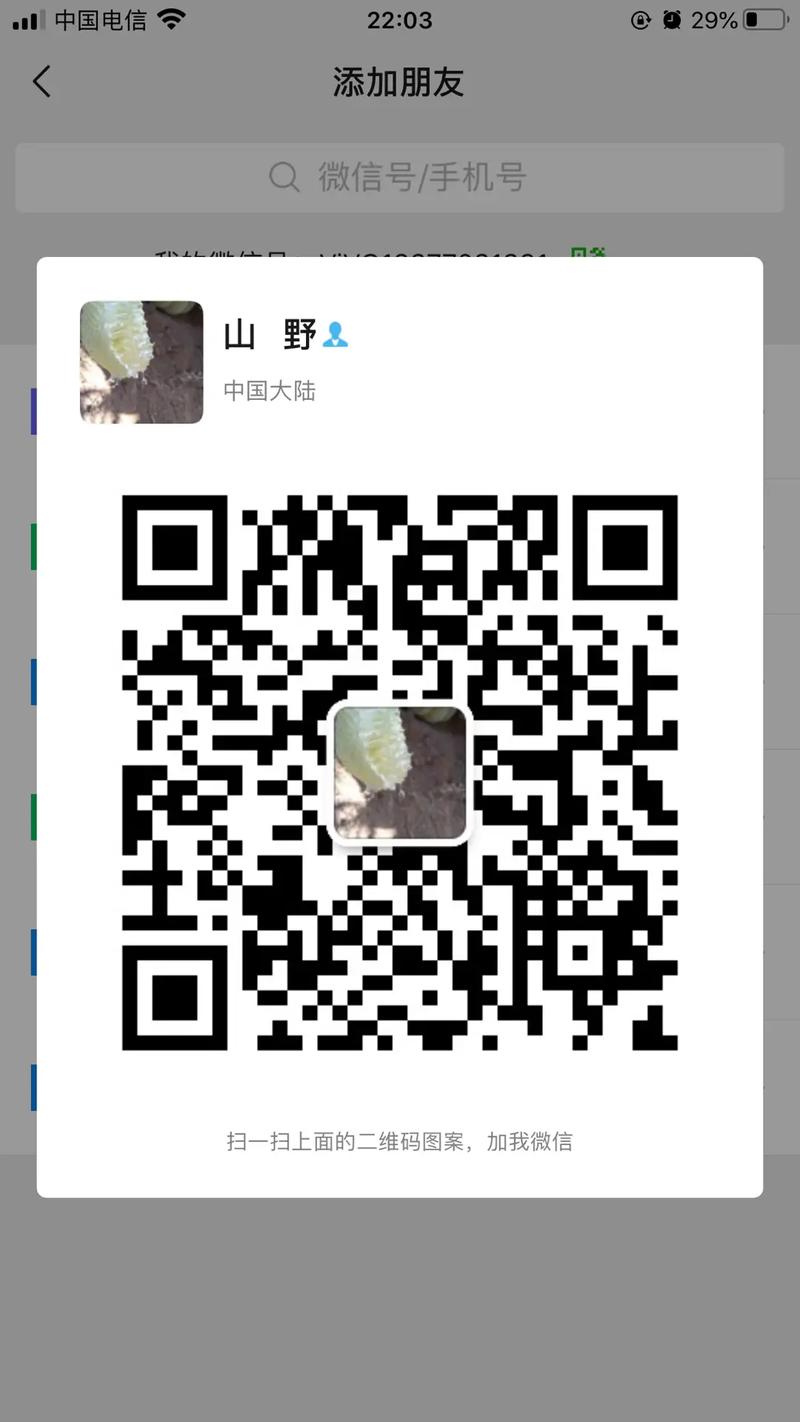 中国电信
22:03
29%
添加朋友
微信号/手机号
山 野
中国大陆
扫一扫上面的二维码图案，加我微信